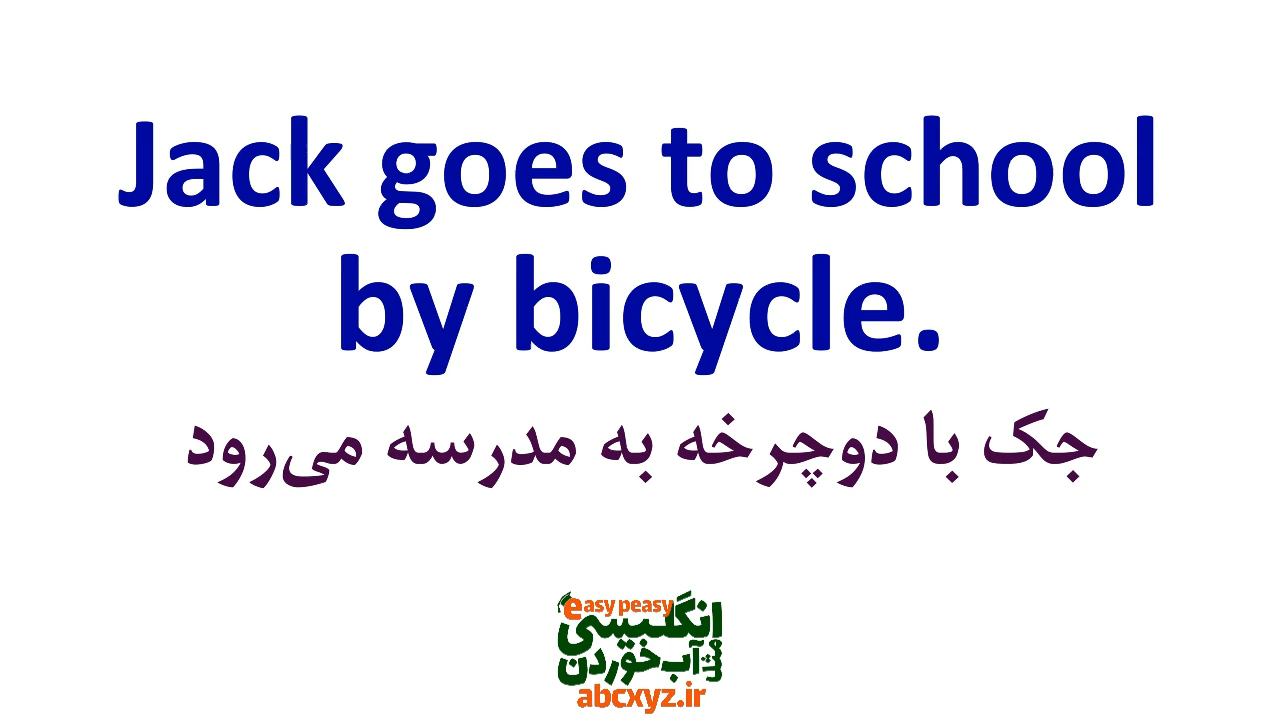 Jack goes to school
by bicycle.
جک با دوچرخه به مدرسه می‌رود
easy peasy
انگلیسی
مثل آب خوردن
abcxyz.ir